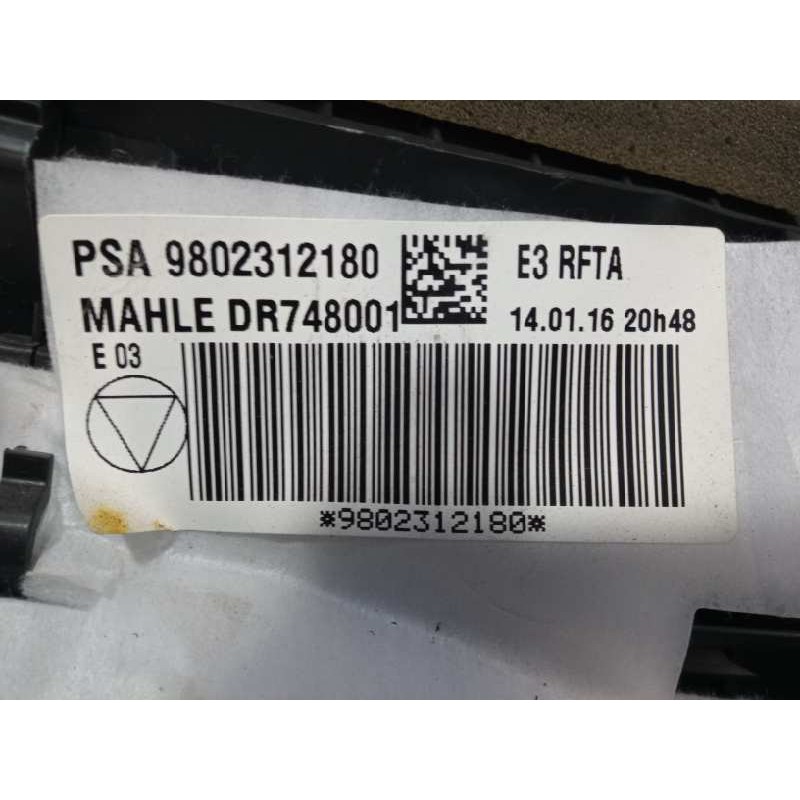 PSA 9802312180
E3 RFTA
MAHLE DR748001
14.01.16 20h48
E 03
*9802312180*